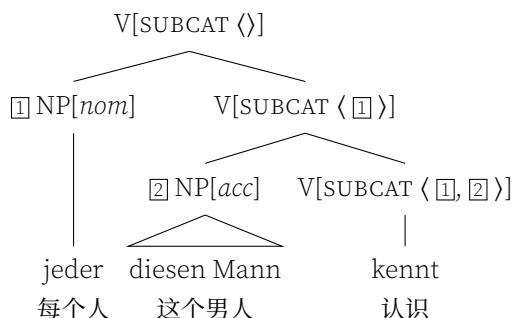 V[SUBCAT ⟨⟩]
1 NP[nom] V[SUBCAT ⟨ 1 ⟩]
2 NP[acc] V[SUBCAT ⟨ 1, 2 ⟩]
jeder diesen Mann kennt
每个人 这个男人 认识